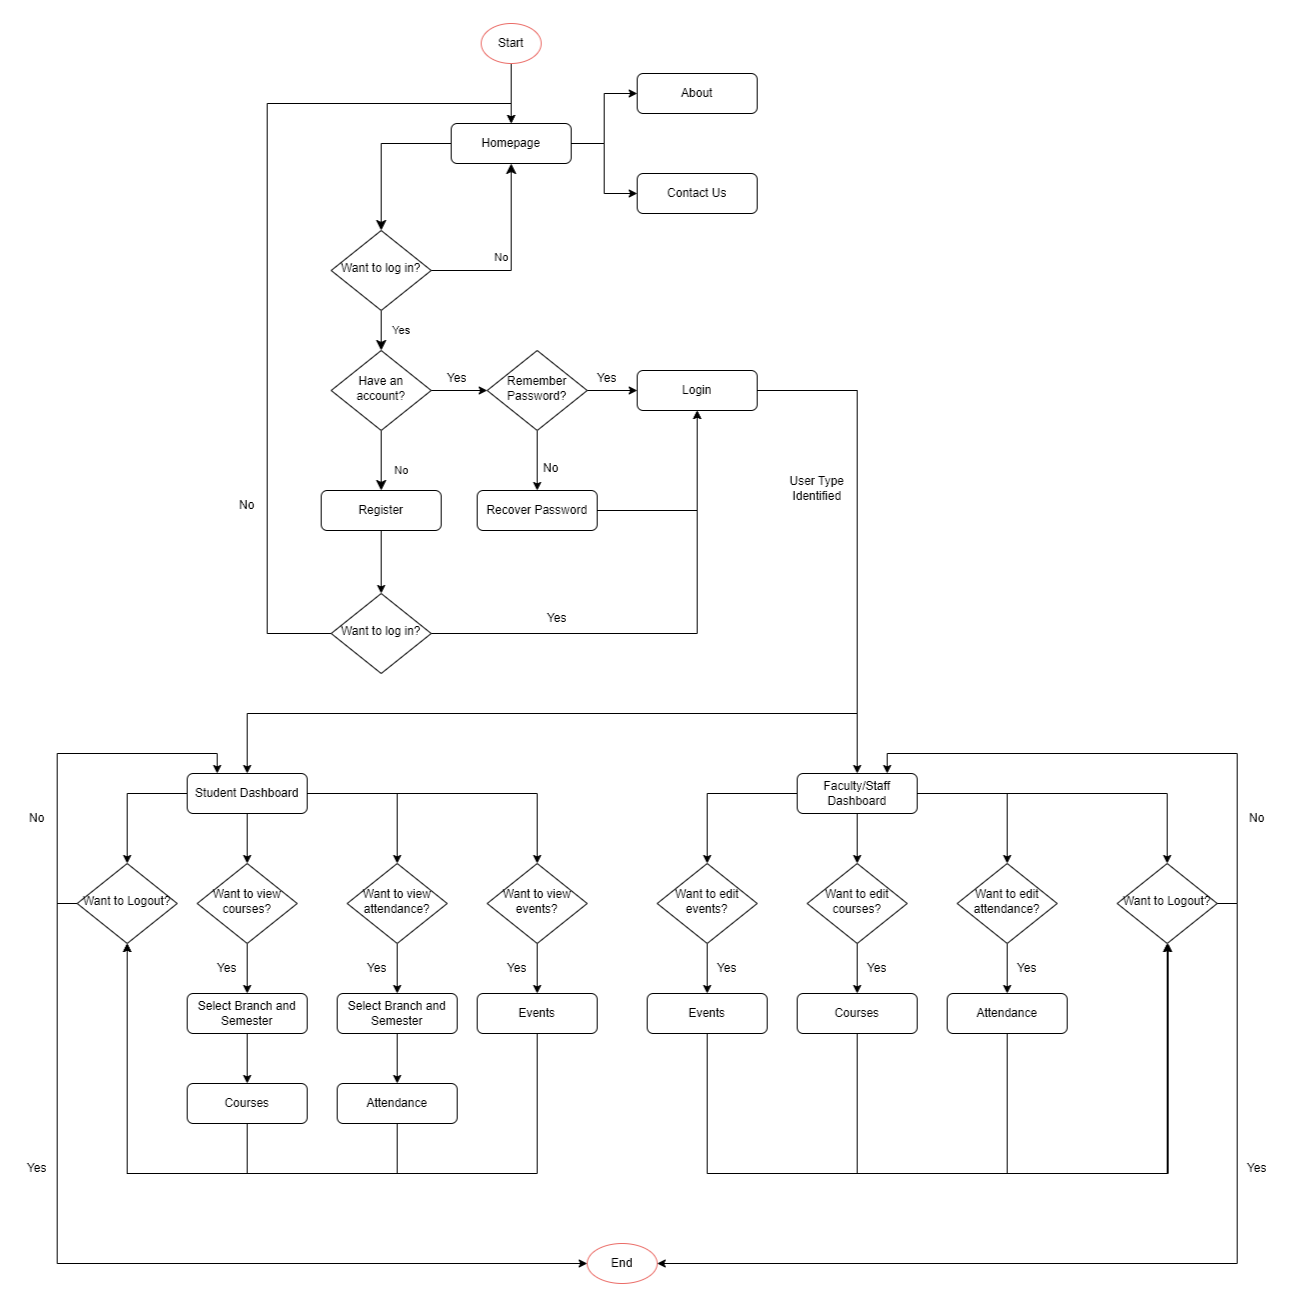 Start
About
Homepage
Contact Us
Want to log in?
No
Yes
Have an
account?
Yes
Remember
Password?
Yes
Login
No
No
User Type
Identified
No
Register
Recover Password
Yes
Want to log in?
Student Dashboard
Faculty/Staff
Dashboard
No
No
Want to Logout?
Want to view
courses?
Want to view
attendance?
Want to view
events?
Want to edit
events?
Want to edit
courses?
Want to edit
attendance?
Want to Logout?
Yes
Yes
Yes
Yes
Yes
Yes
Select Branch and
Semester
Select Branch and
Semester
Events
Events
Courses
Attendance
Courses
Attendance
Yes
Yes
End